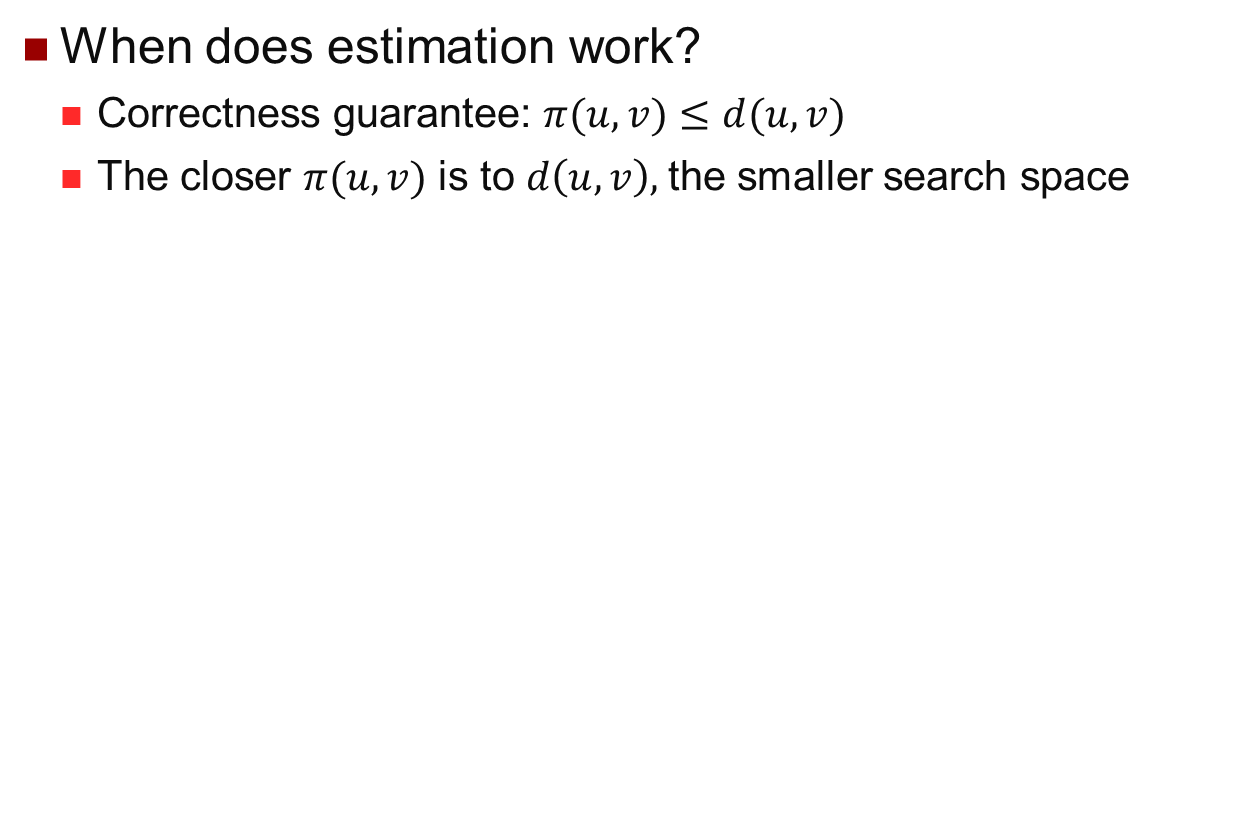 When does estimation work?
Correctness guarantee: π(u, v) ≤ d(u, v)
The closer π(u, v) is to d(u, v), the smaller search space